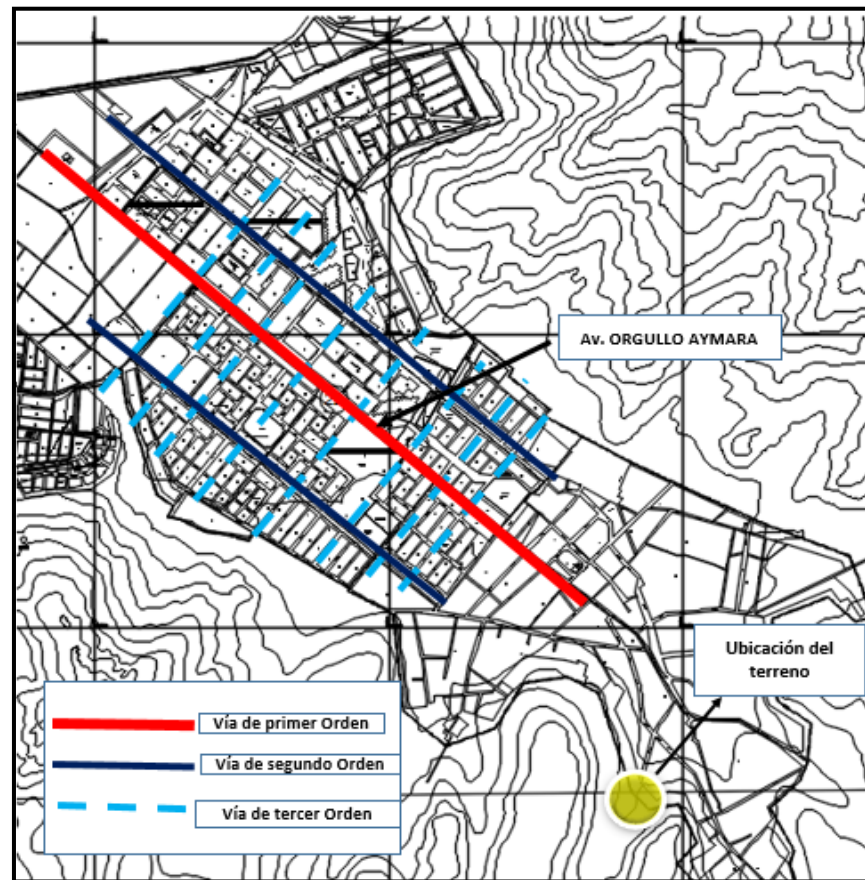 Av. ORGULLO AYMARA
Ubicación del
terreno
Vía de primer Orden
Vía de segundo Orden
Vía de tercer Orden